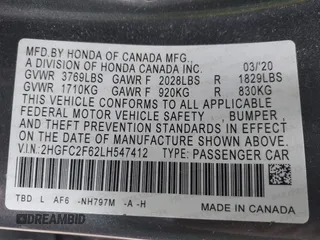 MFD.BY HONDA OF CANADA MFG.,
A DIVISION OF HONDA CANADA INC. 03/'20
GVWR 3769LBS GAWR F 2028LBS R 1829LBS
GVWR 1710KG GAWR F 920KG R 830KG
THIS VEHICLE CONFORMS TO ALL APPLICABLE
FEDERAL MOTOR VEHICLE SAFETY , BUMPER ,
AND THEFT PREVENTION STANDARDS IN EFFECT
ON THE DATE OF MANUFACTURE SHOWN ABOVE.
V.I.N:2HGFC2F62LH547412 TYPE: PASSENGER CAR
TBD L AF6 -NH797M -A -H
MADE IN CANADA
DREAMBID